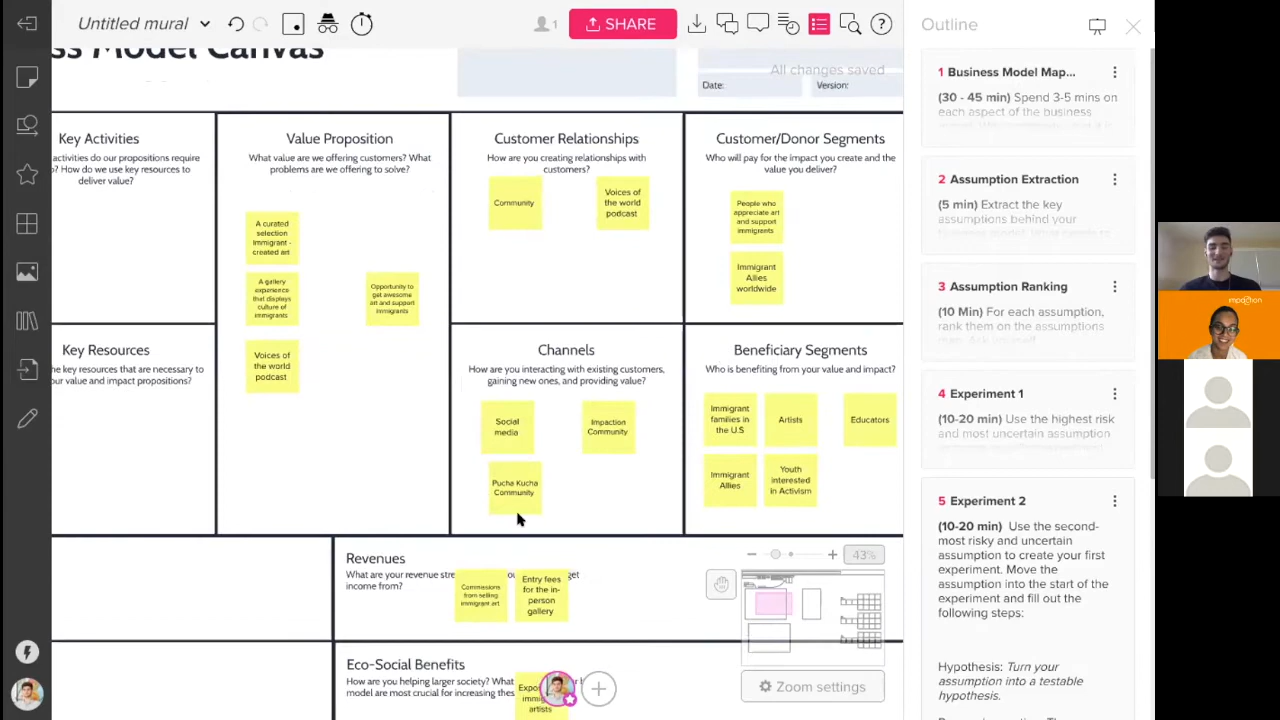 Untitled mural
1
SHARE
ss Model Canvas
Date:
Version:
All changes saved
Key Activities
activities do our propositions require
? How do we use key resources to
deliver value?
Value Proposition
What value are we offering customers? What
problems are we offering to solve?
A curated
selection
Immigrant -
created art
A gallery
experience
that displays
culture of
immigrants
Opportunity to
get awesome
art and support
immigrants
Voices of
the world
podcast
Customer Relationships
How are you creating relationships with
customers?
Community
Voices of
the world
podcast
Customer/Donor Segments
Who will pay for the impact you create and the
value you deliver?
People who
appreciate art
and support
immigrents
Immigrant
Allies
worldwide
Key Resources
he key resources that are necessary to
our value and impact propositions?
Channels
How are you interacting with existing customers,
gaining new ones, and providing value?
Social
media
Impaction
Community
Pucha Kucha
Community
Beneficiary Segments
Who is benefiting from your value and impact?
Immigrant
families in
the U.S
Artists
Educators
Immigrant
Allies
Youth
interested
in Activism
Revenues
What are your revenue stre
get
income from?
Commissions
from selling
immigrant art
Entry fees
for the in-
person
gallery
Eco-Social Benefits
How are you helping larger society? What
model are most crucial for increasing thes
immig
artists
43%
Zoom settings
Outline
1 Business Model Map...
(30 - 45 min) Spend 3-5 mins on
each aspect of the business
2 Assumption Extraction
(5 min) Extract the key
assumptions behind your
3 Assumption Ranking
(10 Min) For each assumption,
rank them on the assumptions
4 Experiment 1
(10-20 min) Use the highest risk
and most uncertain assumption
5 Experiment 2
(10-20 min) Use the second-
most risky and uncertain
assumption to create your first
experiment. Move the
assumption into the start of the
experiment and fill out the
following steps:
Hypothesis: Turn your
assumption into a testable
hypothesis.